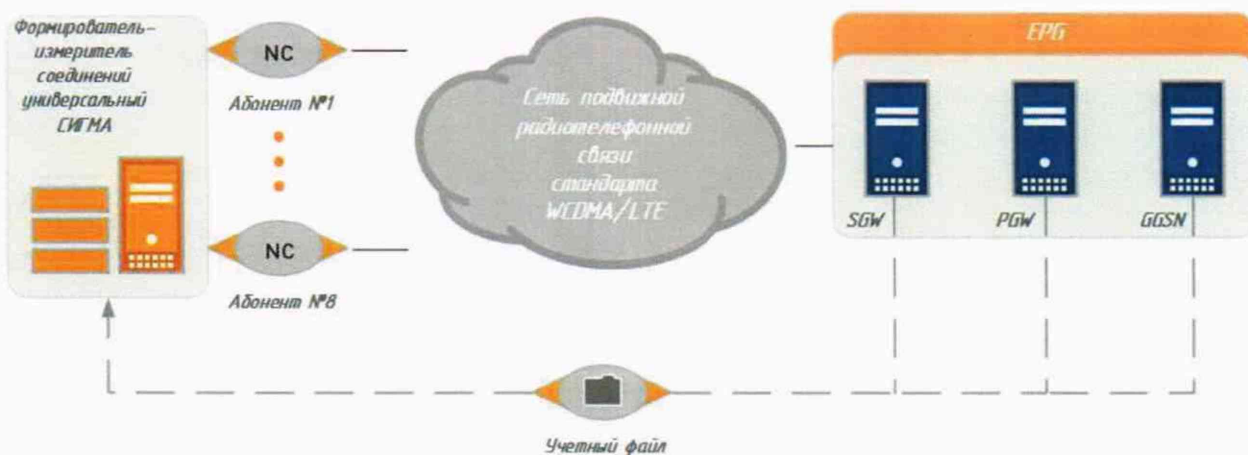 Формирователь-
измеритель
соединений
универсальный
СИГМА
NC
Абонент №1
NC
Абонент №8
Сеть подвижной
радиотелефонной
связи
стандарта
WCDMA/LTE
EPG
SGW
PGW
GGSN
Учетный файл